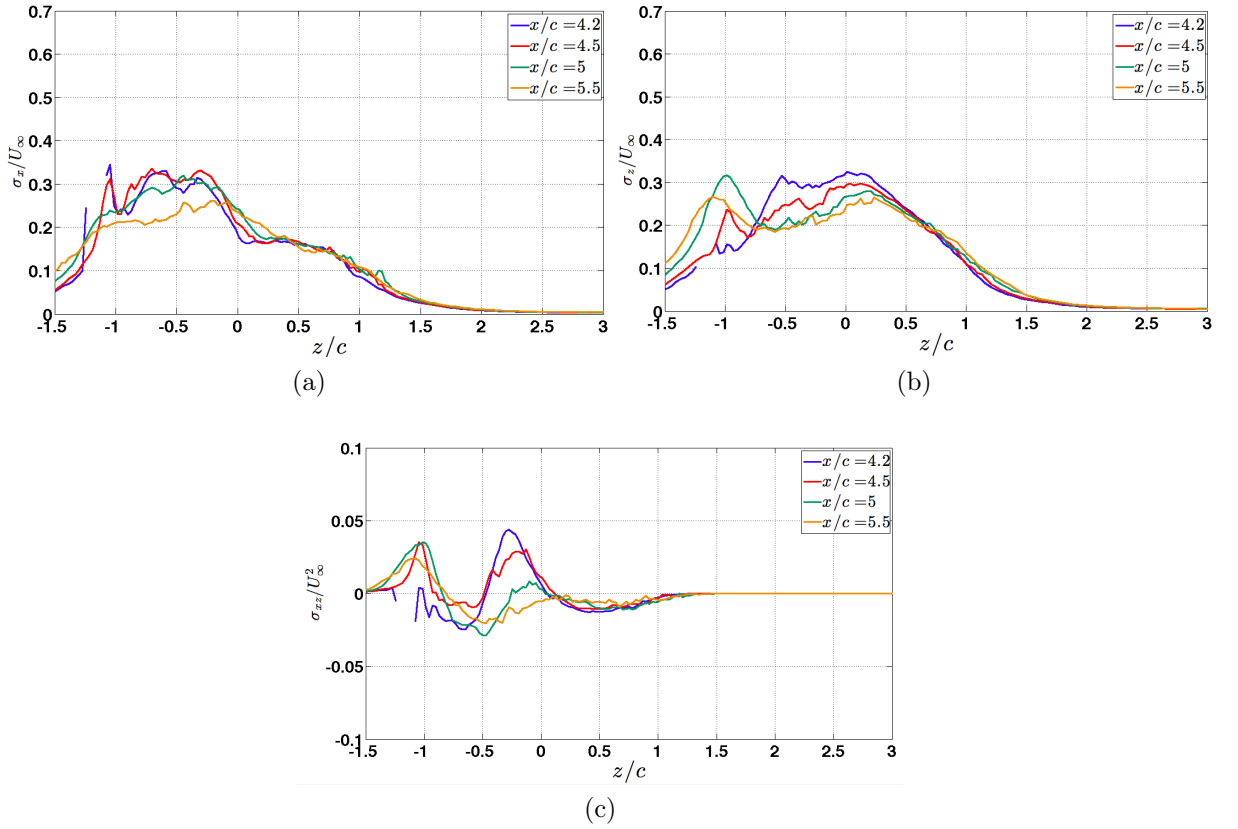 0.7
0.6
0.5
0.4
0.3
0.2
0.1
0
σx/U∞
-1.5 -1 -0.5 0 0.5 1 1.5 2 2.5 3
z/c
x/c =4.2
x/c =4.5
x/c =5
x/c =5.5
(a)
0.7
0.6
0.5
0.4
0.3
0.2
0.1
0
σz/U∞
-1.5 -1 -0.5 0 0.5 1 1.5 2 2.5 3
z/c
x/c =4.2
x/c =4.5
x/c =5
x/c =5.5
(b)
0.1
0.05
0
-0.05
-0.1
σxz/U²∞
-1.5 -1 -0.5 0 0.5 1 1.5 2 2.5 3
z/c
x/c =4.2
x/c =4.5
x/c =5
x/c =5.5
(c)